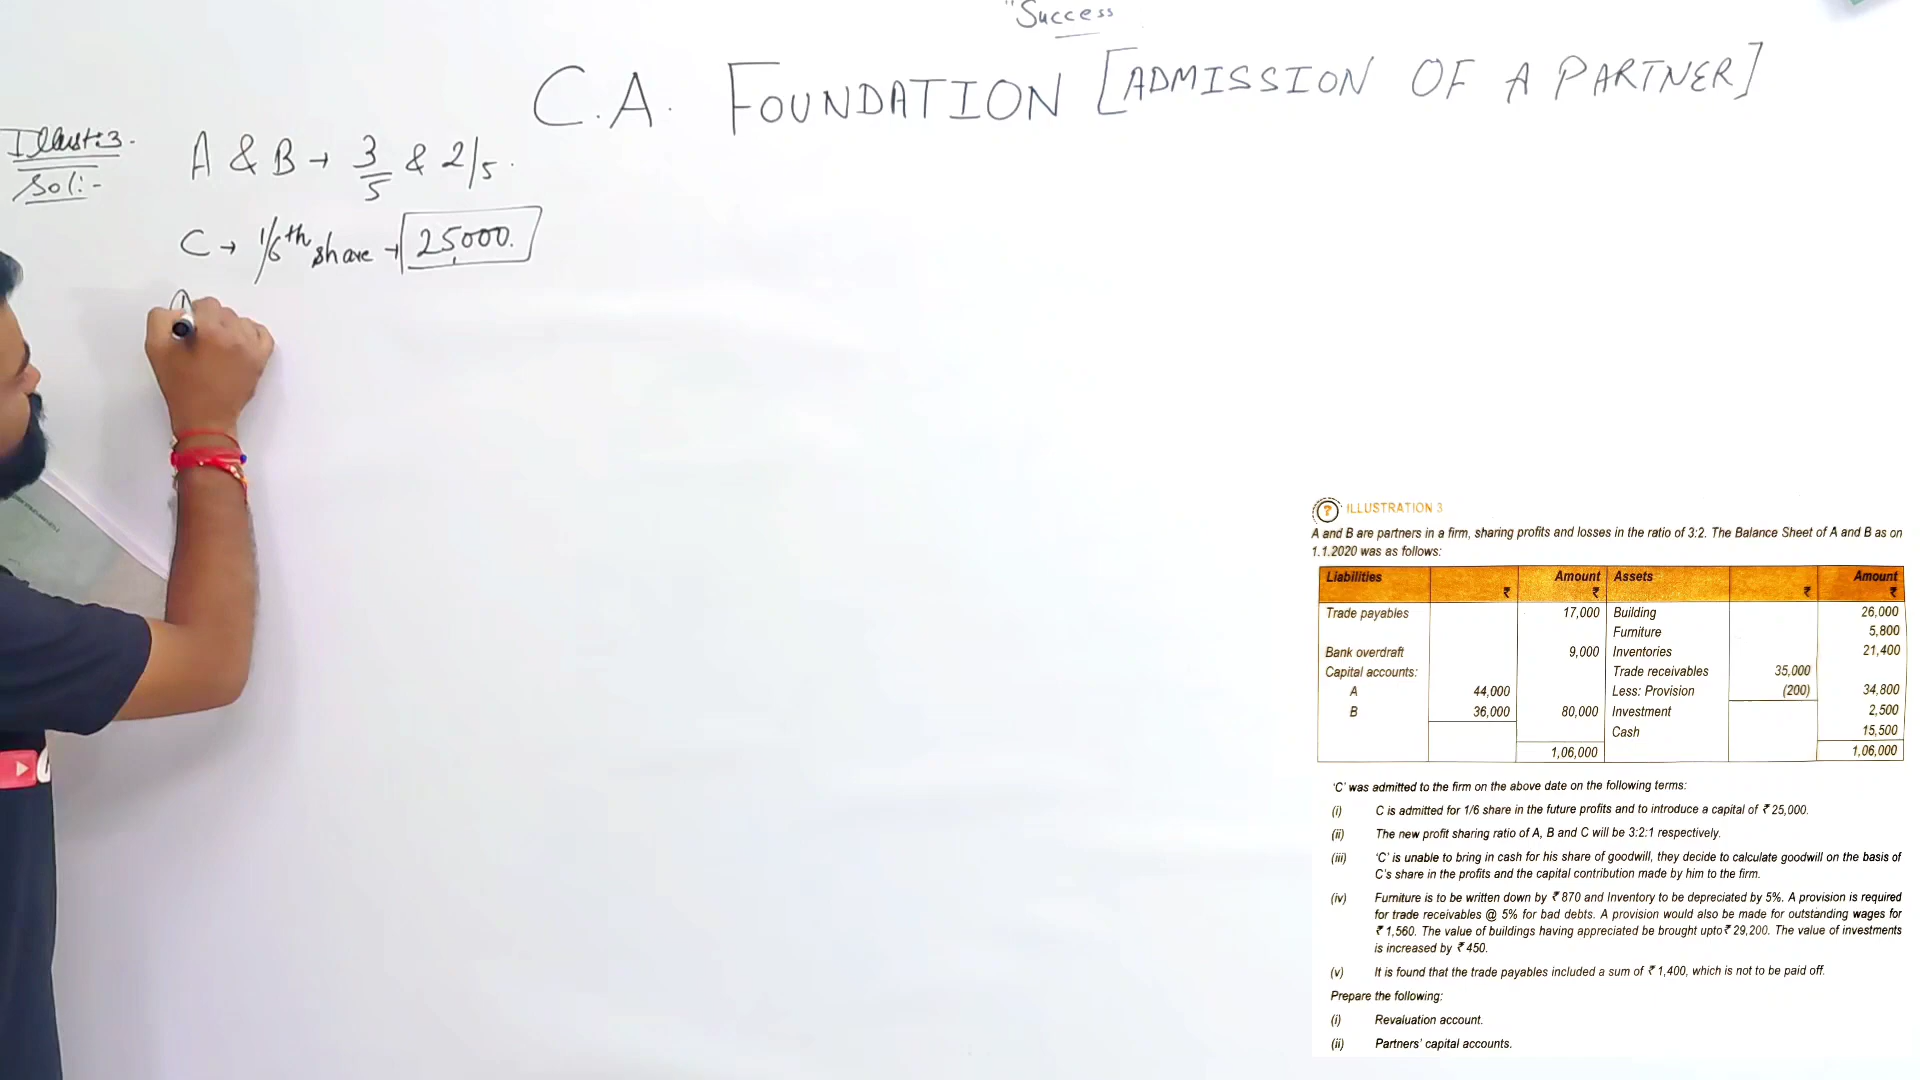 "Success
C.A. FOUNDATION [ADMISSION OF A PARTNER]
Illust:3.
Sol:-
A & B → 3/5 & 2/5.
C → 1/6th share → 25000.
? ILLUSTRATION 3
A and B are partners in a firm, sharing profits and losses in the ratio of 3:2. The Balance Sheet of A and B as on
1.1.2020 was as follows:
Liabilities ₹ Amount ₹ Assets ₹ Amount ₹
Trade payables 17,000 Building 26,000
Furniture 5,800
Bank overdraft 9,000 Inventories 21,400
Capital accounts: Trade receivables 35,000
A 44,000 Less: Provision (200) 34,800
B 36,000 80,000 Investment 2,500
Cash 15,500
1,06,000 1,06,000
'C' was admitted to the firm on the above date on the following terms:
(i) C is admitted for 1/6 share in the future profits and to introduce a capital of ₹ 25,000.
(ii) The new profit sharing ratio of A, B and C will be 3:2:1 respectively.
(iii) 'C' is unable to bring in cash for his share of goodwill, they decide to calculate goodwill on the basis of
C's share in the profits and the capital contribution made by him to the firm.
(iv) Furniture is to be written down by ₹ 870 and Inventory to be depreciated by 5%. A provision is required
for trade receivables @ 5% for bad debts. A provision would also be made for outstanding wages for
₹ 1,560. The value of buildings having appreciated be brought upto ₹ 29,200. The value of investments
is increased by ₹ 450.
(v) It is found that the trade payables included a sum of ₹ 1,400, which is not to be paid off.
Prepare the following:
(i) Revaluation account.
(ii) Partners' capital accounts.